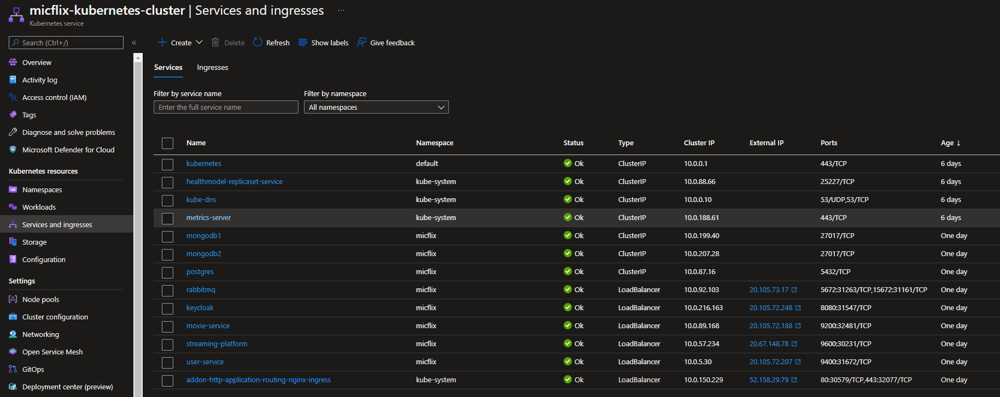 micflix-kubernetes-cluster | Services and ingresses ...
Kubernetes service
Search (Ctrl+/)
«
Overview
Activity log
Access control (IAM)
Tags
Diagnose and solve problems
Microsoft Defender for Cloud
Kubernetes resources
Namespaces
Workloads
Services and ingresses
Storage
Configuration
Settings
Node pools
Cluster configuration
Networking
Open Service Mesh
GitOps
Deployment center (preview)
Create Delete Refresh Show labels Give feedback
Services Ingresses
Filter by service name Filter by namespace
Enter the full service name All namespaces
Name Namespace Status Type Cluster IP External IP Ports Age ↓
kubernetes default Ok ClusterIP 10.0.0.1 443/TCP 6 days
healthmodel-replicaset-service kube-system Ok ClusterIP 10.0.88.66 25227/TCP 6 days
kube-dns kube-system Ok ClusterIP 10.0.0.10 53/UDP,53/TCP 6 days
metrics-server kube-system Ok ClusterIP 10.0.188.61 443/TCP 6 days
mongodb1 micflix Ok ClusterIP 10.0.199.40 27017/TCP One day
mongodb2 micflix Ok ClusterIP 10.0.207.28 27017/TCP One day
postgres micflix Ok ClusterIP 10.0.87.16 5432/TCP One day
rabbitmq micflix Ok LoadBalancer 10.0.92.103 20.105.73.17 5672:31263/TCP,15672:31161/TCP One day
keycloak micflix Ok LoadBalancer 10.0.216.163 20.105.72.248 8080:31547/TCP One day
movie-service micflix Ok LoadBalancer 10.0.89.168 20.105.72.188 9200:32481/TCP One day
streaming-platform micflix Ok LoadBalancer 10.0.57.234 20.67.148.78 9600:30231/TCP One day
user-service micflix Ok LoadBalancer 10.0.5.30 20.105.72.207 9400:31672/TCP One day
addon-http-application-routing-nginx-ingress kube-system Ok LoadBalancer 10.0.150.229 52.158.29.79 80:30579/TCP,443:32077/TCP One day